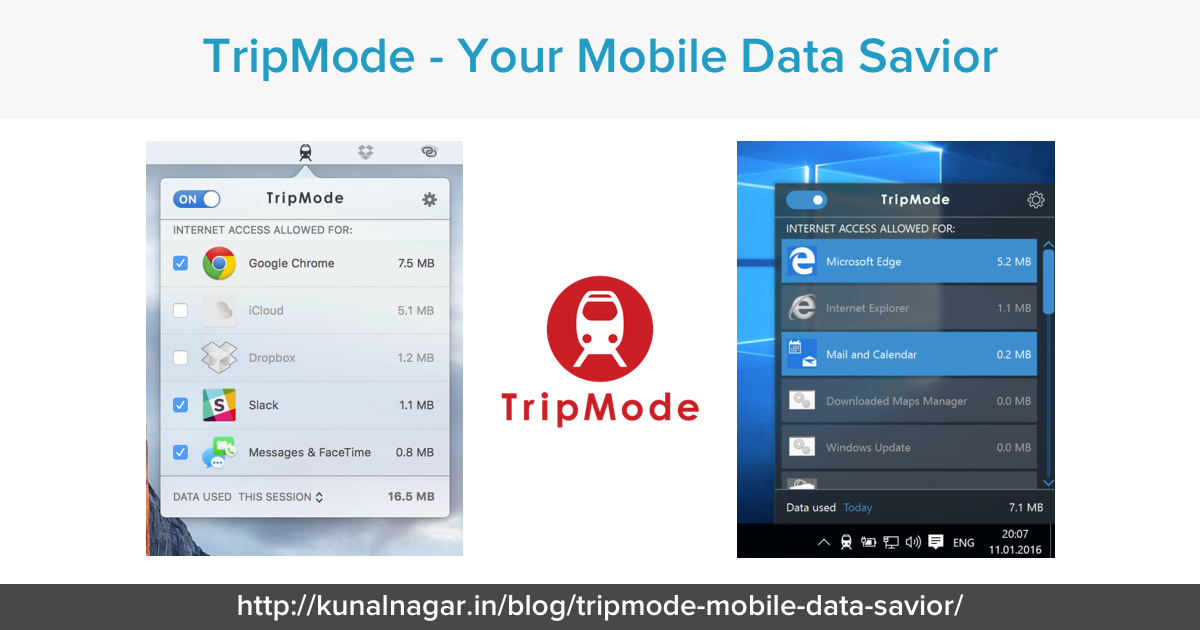 TripMode - Your Mobile Data Savior
ON TripMode
INTERNET ACCESS ALLOWED FOR:
Google Chrome 7.5 MB
iCloud 5.1 MB
Dropbox 1.2 MB
S Slack 1.1 MB
Messages & FaceTime 0.8 MB
DATA USED THIS SESSION 16.5 MB
TripMode
TripMode
INTERNET ACCESS ALLOWED FOR:
Microsoft Edge 5.2 MB
Internet Explorer 1.1 MB
Mail and Calendar 0.2 MB
Downloaded Maps Manager 0.0 MB
Windows Update 0.0 MB
Data used Today 7.1 MB
ENG 20:07
11.01.2016
http://kunalnagar.in/blog/tripmode-mobile-data-savior/